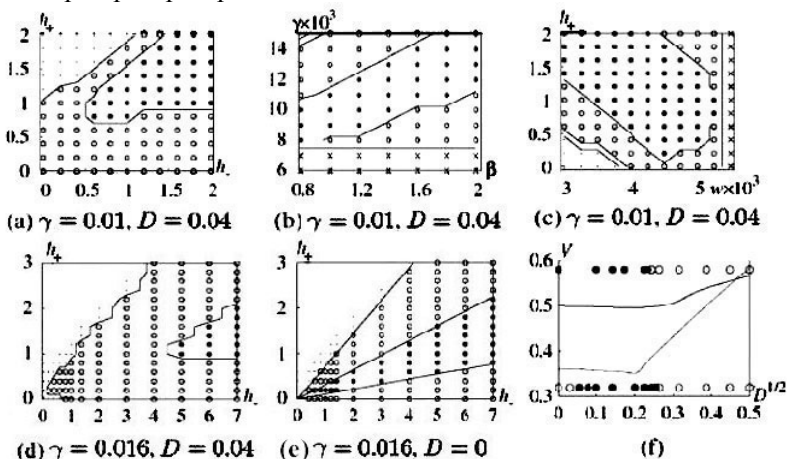 h₊
γ×10³
h₊
2
1.5
1
0.5
0
0 0.5 1 1.5 2 h₋
15
14
12
10
8
6
0.8 1.2 1.6 2 β
2
1.5
1
0.5
0
3 4 5 w×10³
(a) γ = 0.01, D = 0.04
(b) γ = 0.01, D = 0.04
(c) γ = 0.01, D = 0.04
h₊
h₊
V
3
2
1
0
0 1 2 3 4 5 6 7 h₋
3
2
1
0
0 1 2 3 4 5 6 7 h₋
0.6
0.5
0.4
0.3
0 0.1 0.2 0.3 0.4 0.5 D^{1/2}
(d) γ = 0.016, D = 0.04
(e) γ = 0.016, D = 0
(f)